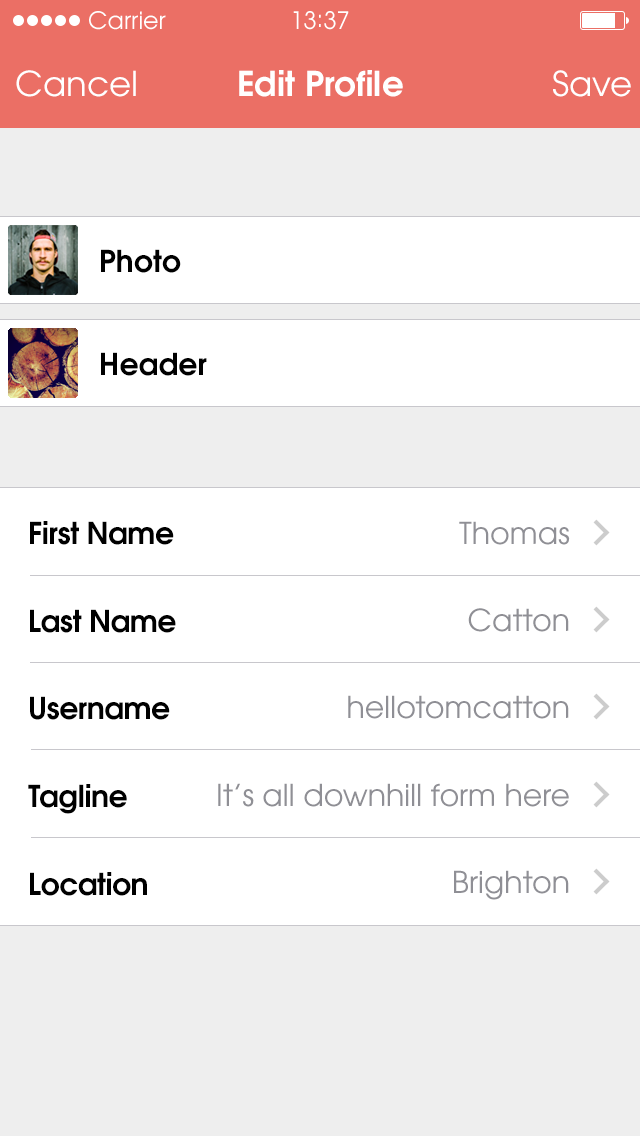 Carrier 13:37
Cancel Edit Profile Save
Photo
Header
First Name Thomas
Last Name Catton
Username hellotomcatton
Tagline It’s all downhill form here
Location Brighton